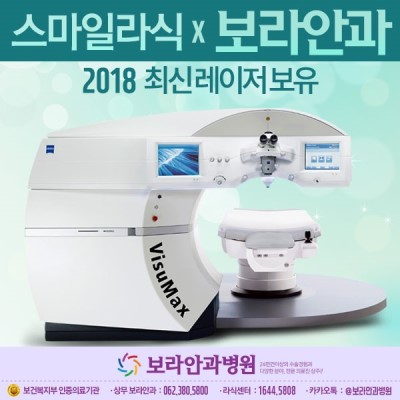 스마일라식 x 보라안과
2018 최신레이저보유
ZEISS
VisuMax
보라안과병원
보건복지부 인증의료기관 · 상무 보라안과 : 062.380.5800 · 라식센터 : 1644.5808 · 카카오톡 : @보라안과병원